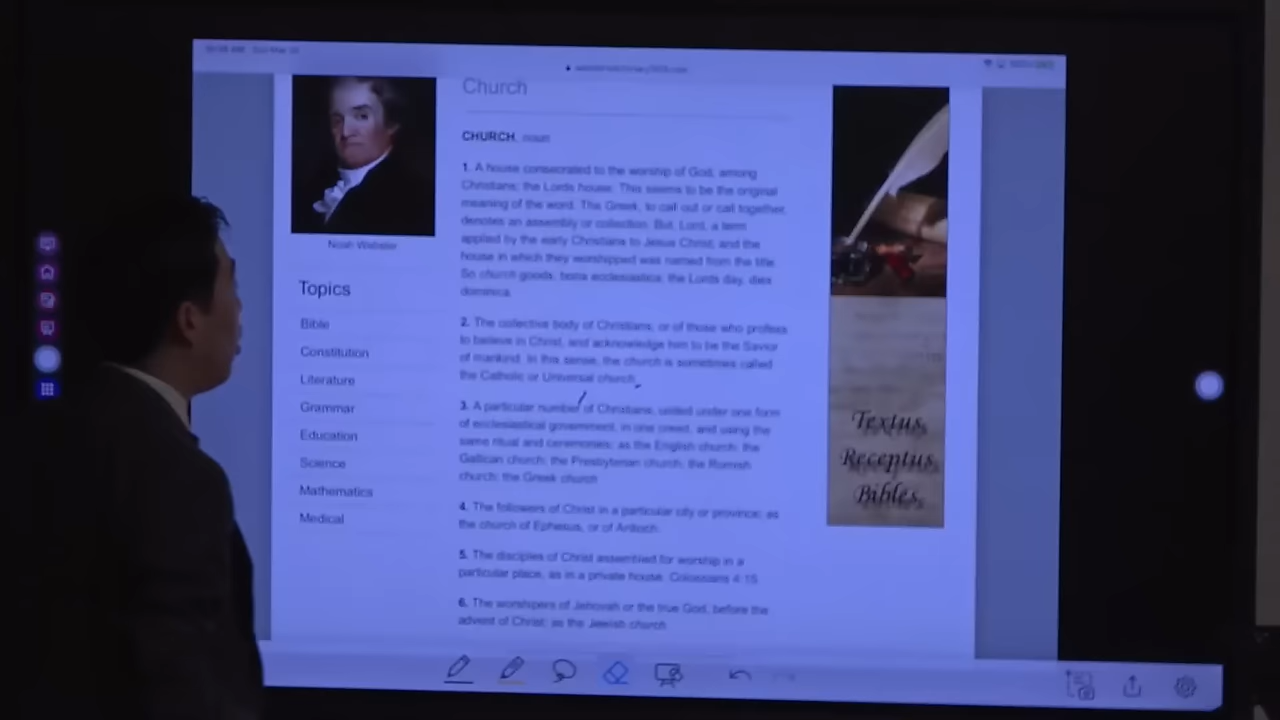 Church
CHURCH, noun
1. A house consecrated to the worship of God, among
Christians; the Lords house. This seems to be the original
meaning of the word. The Greek, to call out or call together,
denotes an assembly or collection. But, Lord, a term
applied by the early Christians to Jesus Christ; and the
house in which they worshipped was named from the title.
So church goods, bona ecclesiastica; the Lords day, dies
dominica.
2. The collective body of Christians, or of those who profess
to believe in Christ, and acknowledge him to be the Savior
of mankind. In this sense, the church is sometimes called
the Catholic or Universal church.
3. A particular number of Christians, united under one form
of ecclesiastical government, in one creed, and using the
same ritual and ceremonies; as the English church; the
Gallican church; the Presbyterian church; the Romish
church; the Greek church
4. The followers of Christ in a particular city or province; as
the church of Ephesus, or of Antioch.
5. The disciples of Christ assembled for worship in a
particular place, as in a private house. Colossians 4:15.
6. The worshipers of Jehovah or the true God, before the
advent of Christ; as the Jewish church.
Noah Webster
Topics
Bible
Constitution
Literature
Grammar
Education
Science
Mathematics
Medical
Textus
Receptus
Bibles